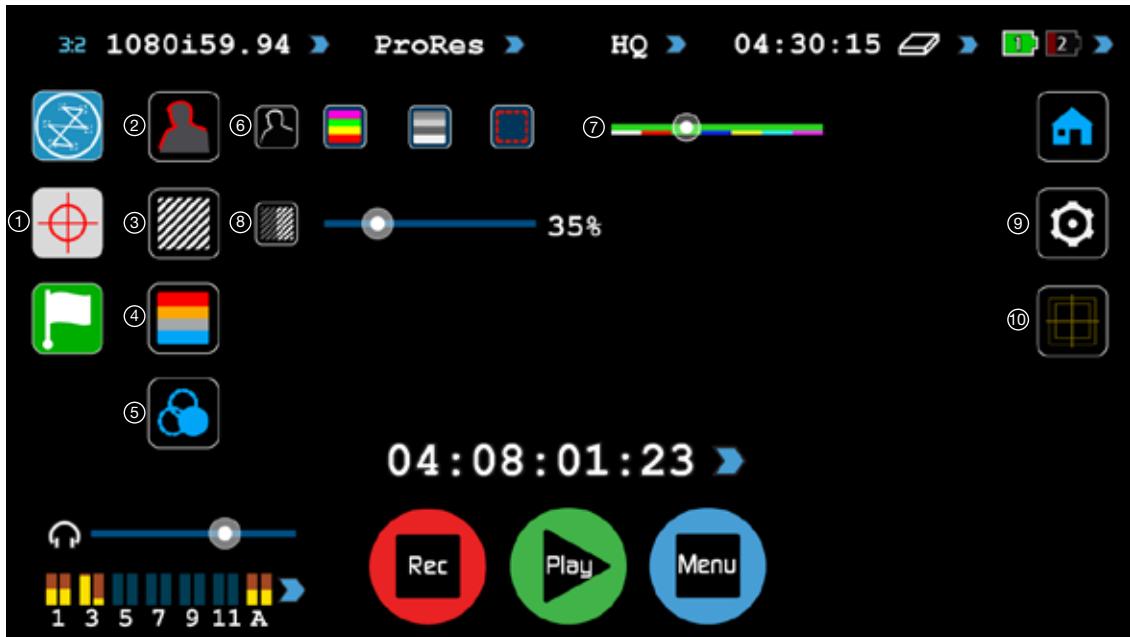 3:2 1080i59.94 ProRes HQ 04:30:15 1 2
② ⑥ ⑦
① ③ ⑧ 35% ⑨
④ ⑩
⑤
04:08:01:23
Rec Play Menu
1 3 5 7 9 11 A